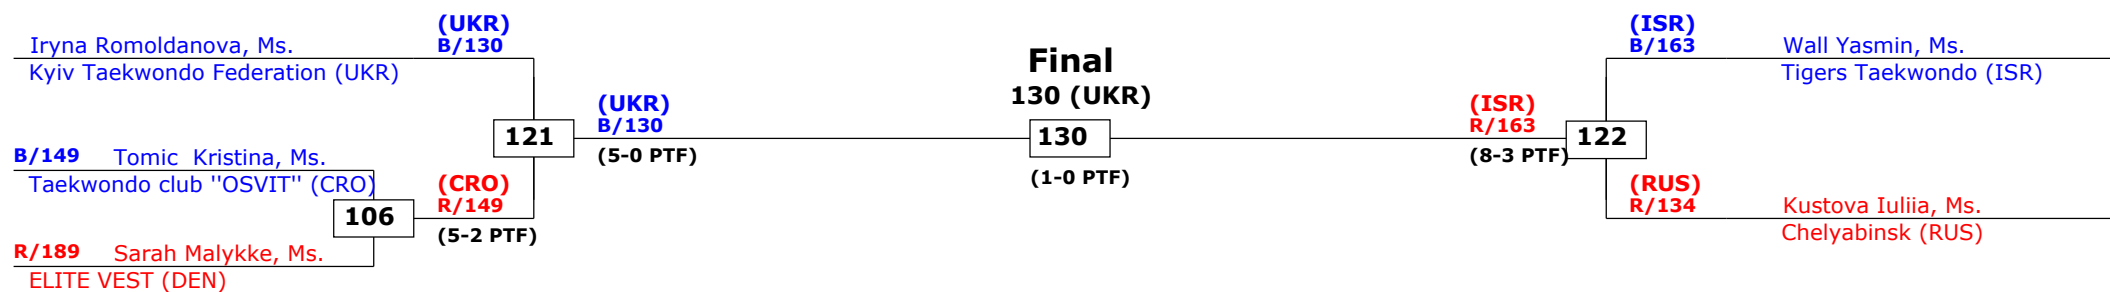 (UKR)
B/130
Iryna Romoldanova, Ms.
Kyiv Taekwondo Federation (UKR)
B/149 Tomic  Kristina, Ms.
Taekwondo club "OSVIT" (CRO)
106
R/189 Sarah Malykke, Ms.
ELITE VEST (DEN)
(CRO)
R/149
(5-2 PTF)
121
(UKR)
B/130
(5-0 PTF)
Final
130 (UKR)
130
(1-0 PTF)
(ISR)
R/163
(8-3 PTF)
122
(ISR)
B/163
Wall Yasmin, Ms.
Tigers Taekwondo (ISR)
(RUS)
R/134
Kustova Iuliia, Ms.
Chelyabinsk (RUS)